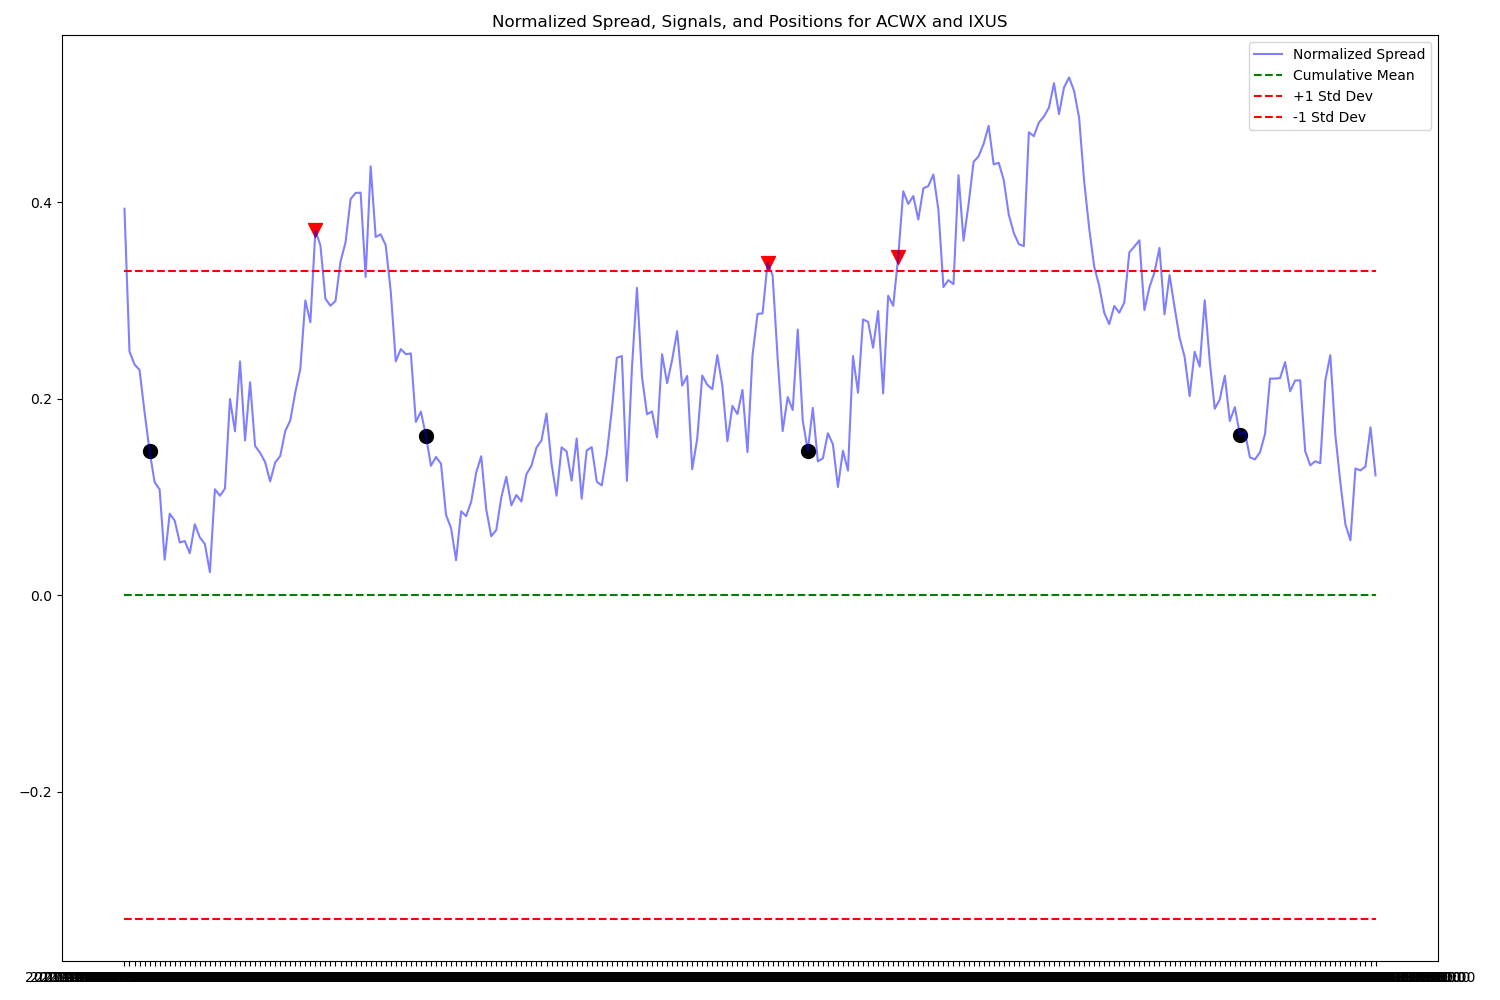 Normalized Spread, Signals, and Positions for ACWX and IXUS
Normalized Spread
Cumulative Mean
+1 Std Dev
-1 Std Dev
0.4
0.2
0.0
−0.2